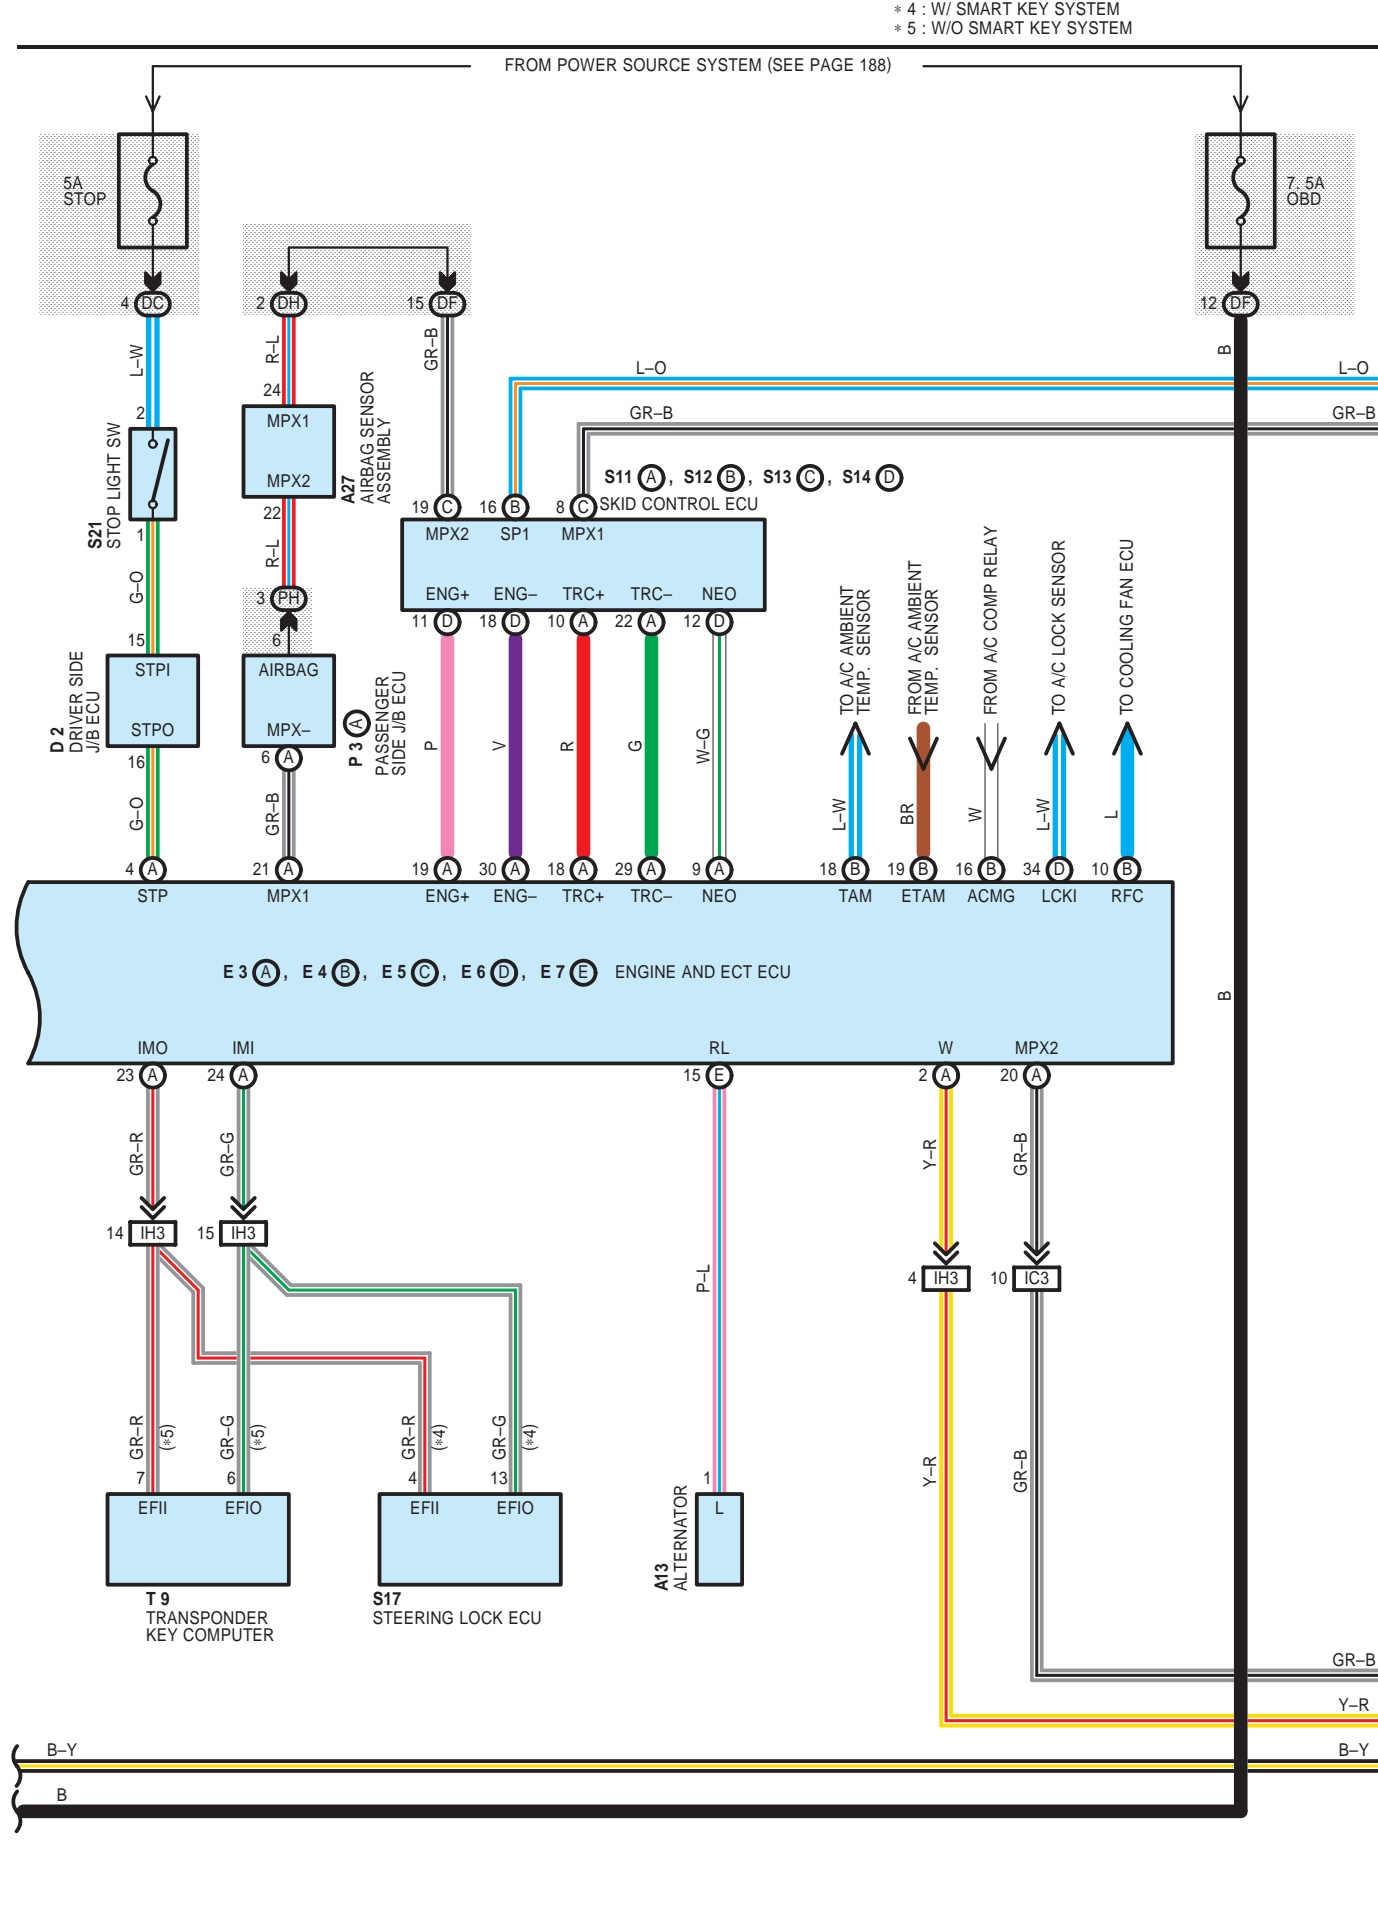 ∗ 4 : W/ SMART KEY SYSTEM
∗ 5 : W/O SMART KEY SYSTEM
FROM POWER SOURCE SYSTEM (SEE PAGE 188)
5A
STOP
7. 5A
OBD
4 DC
2 DH
15 DF
12 DF
L–W
R–L
GR–B
B
L–O
L–O
GR–B
GR–B
2
24
MPX1
MPX2
A27
AIRBAG SENSOR
ASSEMBLY
S21
STOP LIGHT SW
1
22
S11 A , S12 B , S13 C , S14 D
SKID CONTROL ECU
19 C
16 B
8 C
MPX2 SP1 MPX1
ENG+ ENG– TRC+ TRC– NEO
11 D
18 D
10 A
22 A
12 D
G–O
R–L
3 PH
6
15
STPI
STPO
D 2
DRIVER SIDE
J/B ECU
AIRBAG
MPX–
P 3 A
PASSENGER
SIDE J/B ECU
16
6 A
G–O
GR–B
P
V
R
G
W–G
TO A/C AMBIENT
TEMP. SENSOR
FROM A/C AMBIENT
TEMP. SENSOR
FROM A/C COMP RELAY
TO A/C LOCK SENSOR
TO COOLING FAN ECU
L–W
BR
W
L–W
L
4 A
21 A
19 A
30 A
18 A
29 A
9 A
18 B
19 B
16 B
34 D
10 B
STP MPX1 ENG+ ENG– TRC+ TRC– NEO TAM ETAM ACMG LCKI RFC
E 3 A , E 4 B , E 5 C , E 6 D , E 7 E ENGINE AND ECT ECU
B
IMO IMI RL W MPX2
23 A
24 A
15 E
2 A
20 A
GR–R
GR–G
Y–R
GR–B
14 IH3
15 IH3
4 IH3
10 IC3
P–L
GR–R
(∗5)
GR–G
(∗5)
GR–R
(∗4)
GR–G
(∗4)
Y–R
GR–B
7
6
4
13
1
EFII EFIO
EFII EFIO
L
A13
ALTERNATOR
T 9
TRANSPONDER
KEY COMPUTER
S17
STEERING LOCK ECU
GR–B
Y–R
B–Y
B–Y
B